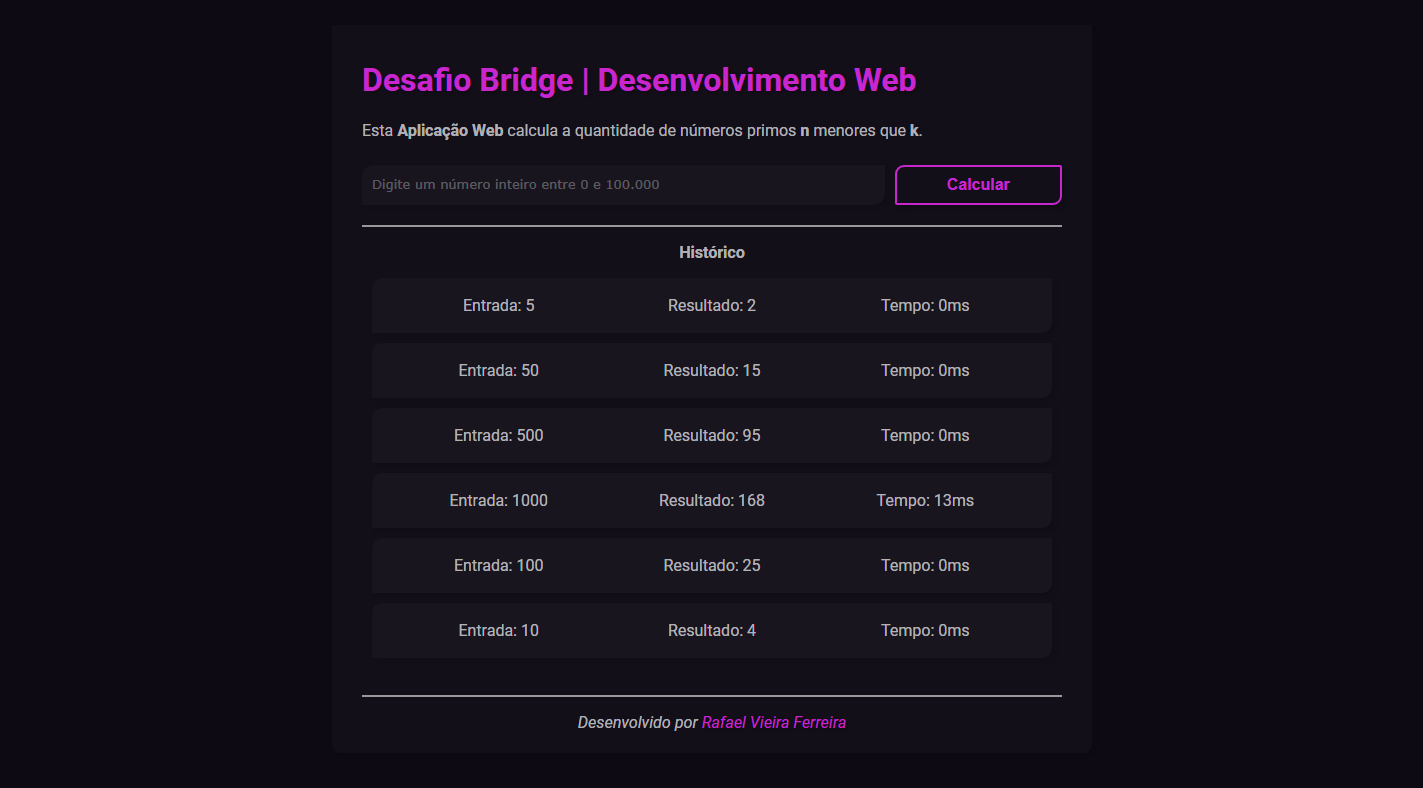 Desafio Bridge | Desenvolvimento Web
Esta Aplicação Web calcula a quantidade de números primos n menores que k.
Digite um número inteiro entre 0 e 100.000 Calcular
Histórico
Entrada: 5 Resultado: 2 Tempo: 0ms
Entrada: 50 Resultado: 15 Tempo: 0ms
Entrada: 500 Resultado: 95 Tempo: 0ms
Entrada: 1000 Resultado: 168 Tempo: 13ms
Entrada: 100 Resultado: 25 Tempo: 0ms
Entrada: 10 Resultado: 4 Tempo: 0ms
Desenvolvido por Rafael Vieira Ferreira